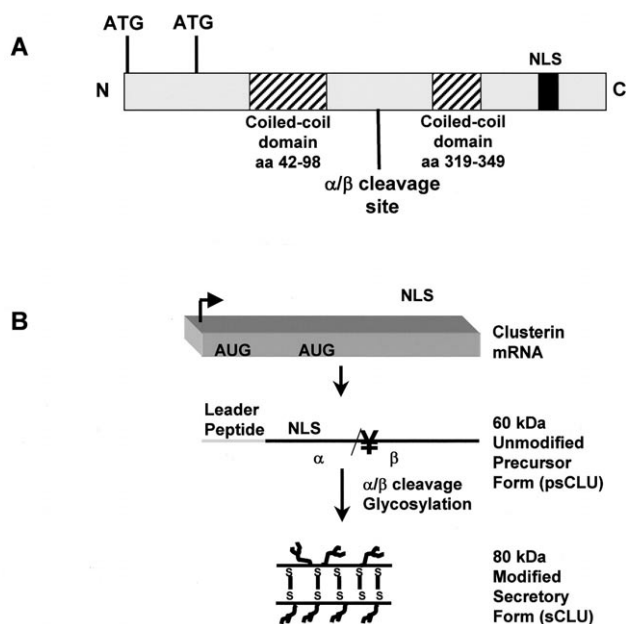 A
ATG
ATG
NLS
N
C
Coiled-coil
domain
aa 42-98
Coiled-coil
domain
aa 319-349
α/β cleavage
site
B
NLS
AUG
AUG
Clusterin
mRNA
Leader
Peptide
NLS
¥
α
β
60 kDa
Unmodified
Precursor
Form (psCLU)
α/β cleavage
Glycosylation
S S S S S
S S S S S
80 kDa
Modified
Secretory
Form (sCLU)